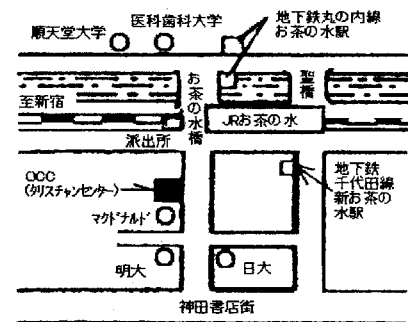 順天堂大学
医科歯科大学
地下鉄丸の内線
お茶の水駅
お茶の水橋
聖橋
至新宿
JRお茶の水
派出所
OCC
(クリスチャンセンター)
地下鉄
千代田線
新お茶の
水駅
マクドナルド
明大
日大
神田書店街